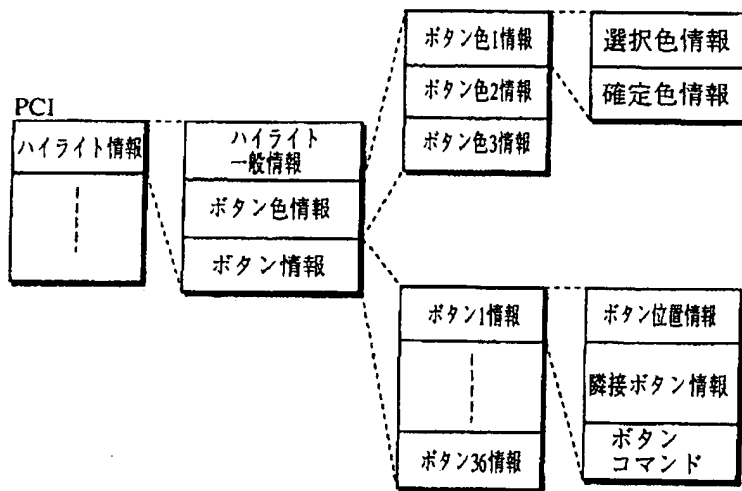 PCI
ハイライト情報
ハイライト
一般情報
ボタン色情報
ボタン情報
ボタン色1情報
ボタン色2情報
ボタン色3情報
選択色情報
確定色情報
ボタン1情報
ボタン36情報
ボタン位置情報
隣接ボタン情報
ボタン
コマンド